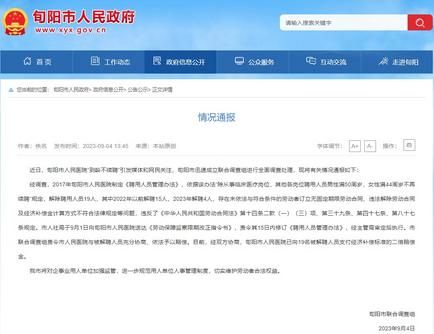 旬阳市人民政府
www.xyx.gov.cn
请输入搜索关键词
首 页
工作动态
政府信息公开
公众服务
互动交流
走进旬阳
您当前的位置：旬阳市人民政府> 政府信息公开> 公告公示> 正文详情
情况通报
作者：佚名 发布时间：2023-09-04 13:45 来源：本站原创
字体调节： A+ A-
近日，旬阳市人民医院“到龄不续聘”引发媒体和网民关注，旬阳市迅速成立联合调查组进行全面调查处理，现将有关情况通报如下：
经调查，2017年旬阳市人民医院制定《聘用人员管理办法》，依据该办法“除从事临床医疗岗位，其他各岗位聘用人员男性满50周岁、女性满44周岁不再
续聘”规定，解除聘用人员19人，其中2022年以前解聘15人，2023年解聘4人，存在未依法与符合条件的劳动者订立无固定期限劳动合同、违法解除劳动合同
及经济补偿金计算方式不符合法律规定等问题，违反了《中华人民共和国劳动合同法》第十四条二款（一）（三）项、第三十九条、第四十七条、第八十七
条规定。市人社局于9月1日向旬阳市人民医院送达《劳动保障监察限期改正指令书》，责令其15日内修订《聘用人员管理办法》，经主管局审定后执行。市
联合调查组责令市人民医院与被解聘人员充分协商，依法予以赔偿。目前，经双方协商，旬阳市人民医院已向19名被解聘人员支付经济补偿标准的二倍赔偿
金。
我市将对企事业用人单位加强监管，进一步规范用人单位人事管理制度，切实维护劳动者合法权益。
旬阳市联合调查组
2023年9月4日